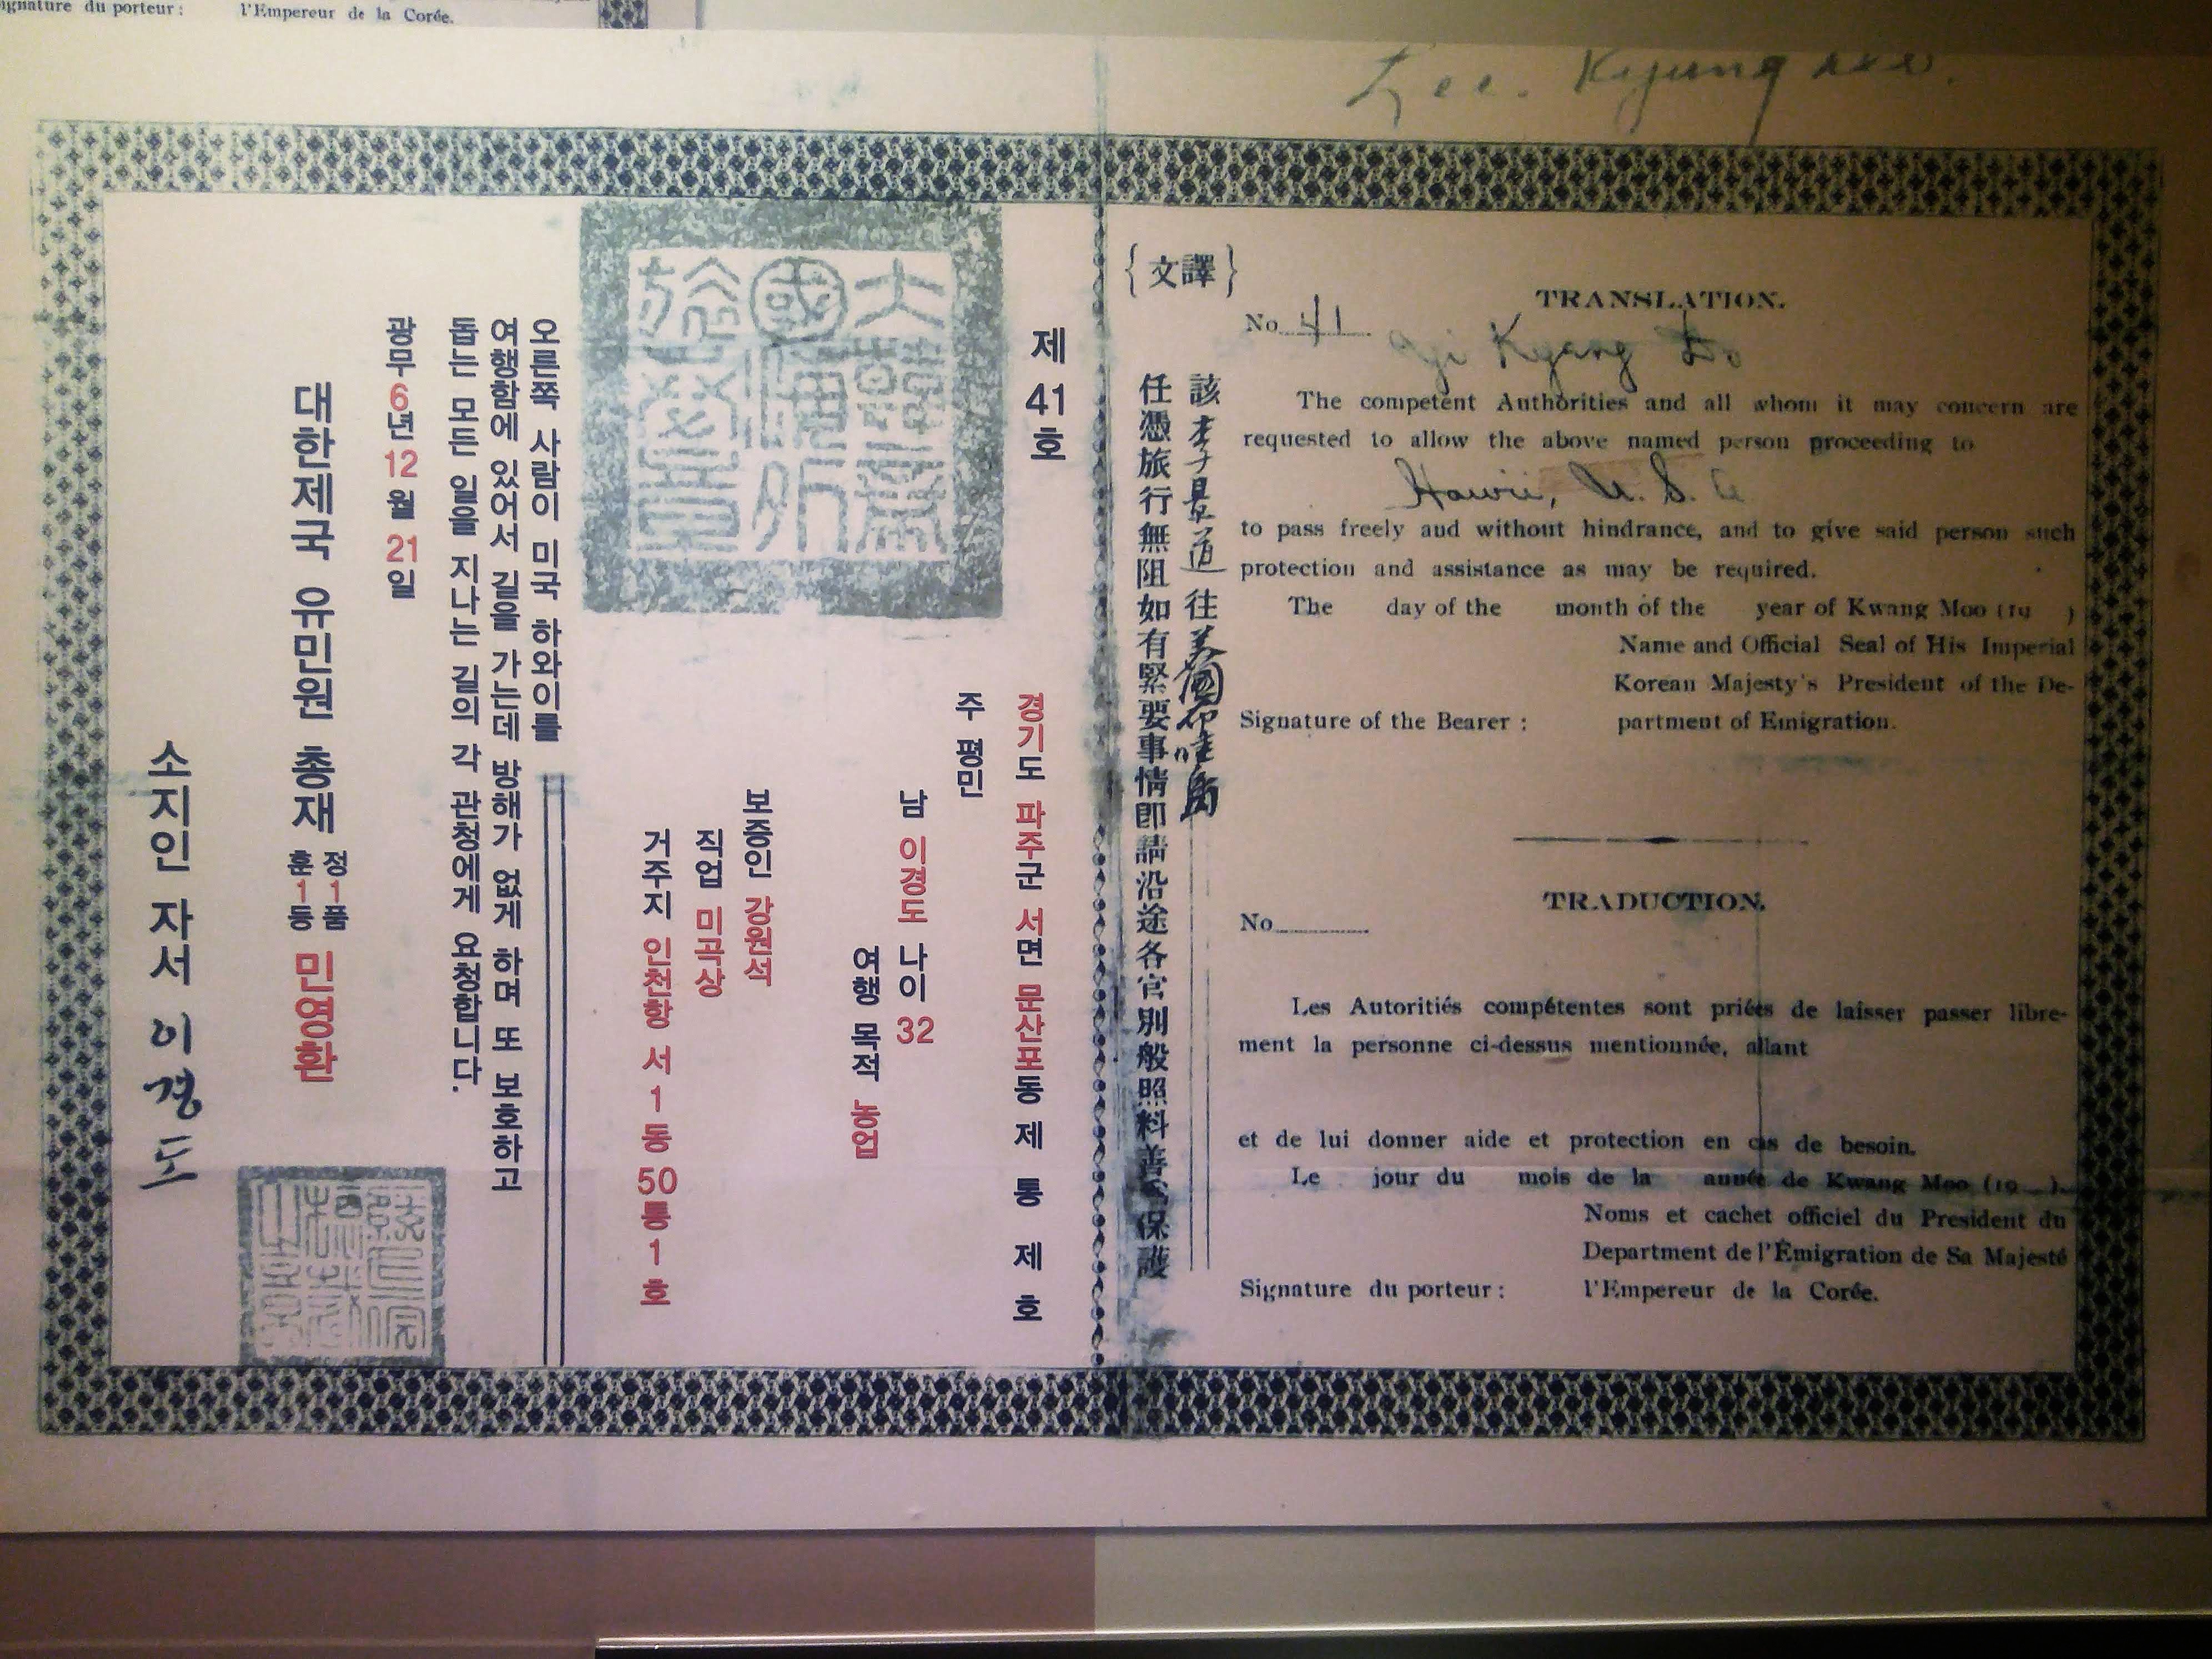 l'Empereur de la Corée.
Lee. Kyung
제 41 호
경기도 파주군 서면 문산포동 제 통 제 호
주 평민
남 이경도 나이 32
여행 목적 농업
보증인 강원석
직업 미곡상
거주지 인천항 서 1 동 50 통 1 호
오른쪽 사람이 미국 하와이를
여행함에 있어서 길을 가는데 방해가 없게 하며 또 보호하고
돕는 모든 일을 지나는 길의 각 관청에게 요청합니다.
광무 6년 12월 21일
대한제국 유민원 총재 정1품 훈1등 민영환
소지인 자서 이경도
{譯文}
該李景道往美國布哇島
任憑旅行無阻如有緊要事情即請沿途各官別般照料善爲保護
TRANSLATION.
No 41
Yi Kyang Do
The competent Authorities and all whom it may concern are
requested to allow the above named person proceeding to
Hawii, U. S. A
to pass freely aud without hindrance, and to give said person such
protection and assistance as may be required.
The day of the month of the year of Kwang Moo (19 )
Name and Official Seal of His Imperial
Korean Majesty's President of the De-
Signature of the Bearer : partment of Emigration.
TRADUCTION.
No
Les Autoritiés compétentes sont priées de laisser passer libre-
ment la personne ci-dessus mentionnée, allant
et de lui donner aide et protection en cas de besoin.
Le jour du mois de la année de Kwang Moo (19 ).
Noms et cachet officiel du President du
Department de l'Émigration de Sa Majesté
Signature du porteur : l'Empereur de la Corée.